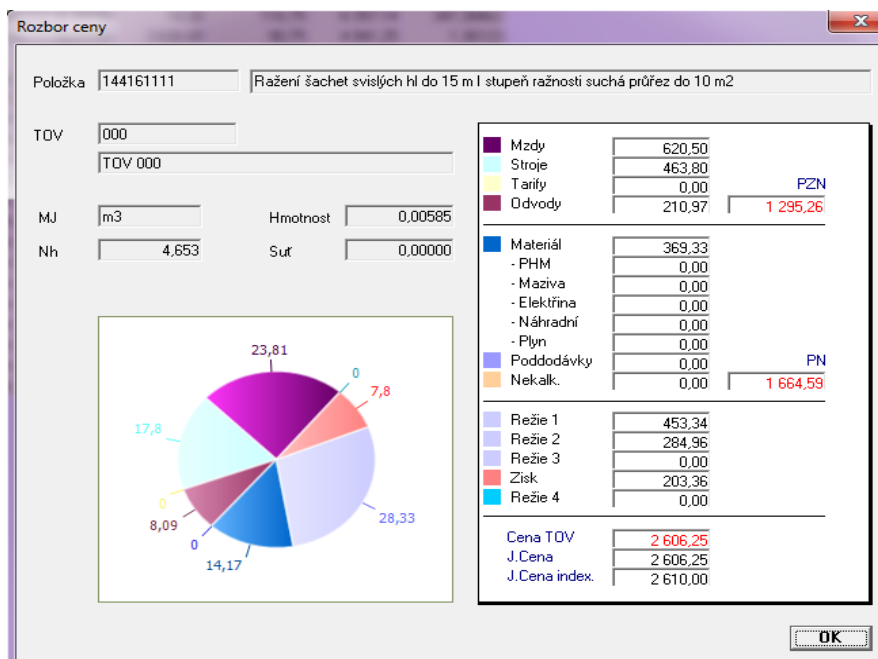 Rozbor ceny
Položka 144161111 Ražení šachet svislých hl do 15 m I stupeň ražnosti suchá průřez do 10 m2
TOV 000
TOV 000
MJ m3 Hmotnost 0,00585
Nh 4,653 Suť 0,00000
23,81
0
7,8
17,8
0
8,09
0
14,17
28,33
Mzdy 620,50
Stroje 463,80
Tarify 0,00 PZN
Odvody 210,97 1 295,26
Materiál 369,33
- PHM 0,00
- Maziva 0,00
- Elektřina 0,00
- Náhradní 0,00
- Plyn 0,00
Poddodávky 0,00 PN
Nekalk. 0,00 1 664,59
Režie 1 453,34
Režie 2 284,96
Režie 3 0,00
Zisk 203,36
Režie 4 0,00
Cena TOV 2 606,25
J.Cena 2 606,25
J.Cena index. 2 610,00
OK